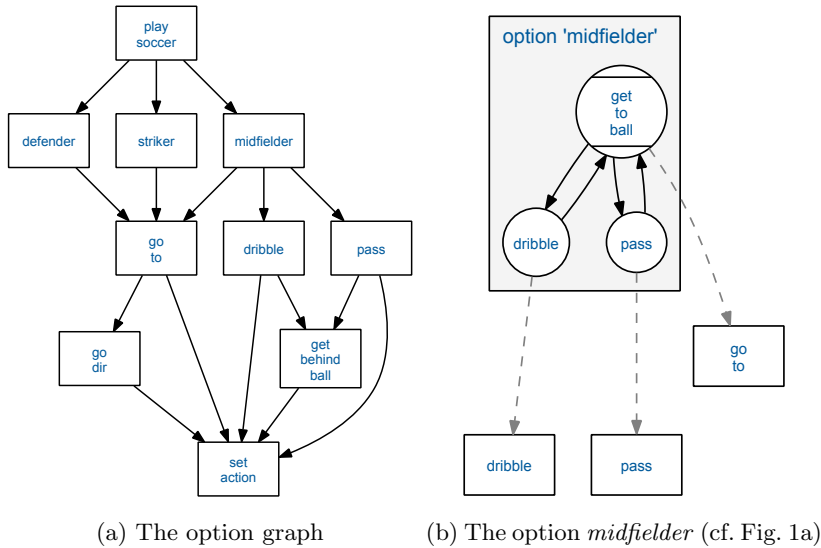 play
soccer
defender
striker
midfielder
go
to
dribble
pass
go
dir
get
behind
ball
set
action
(a) The option graph
option 'midfielder'
get
to
ball
dribble
pass
go
to
dribble
pass
(b) The option midfielder (cf. Fig. 1a)